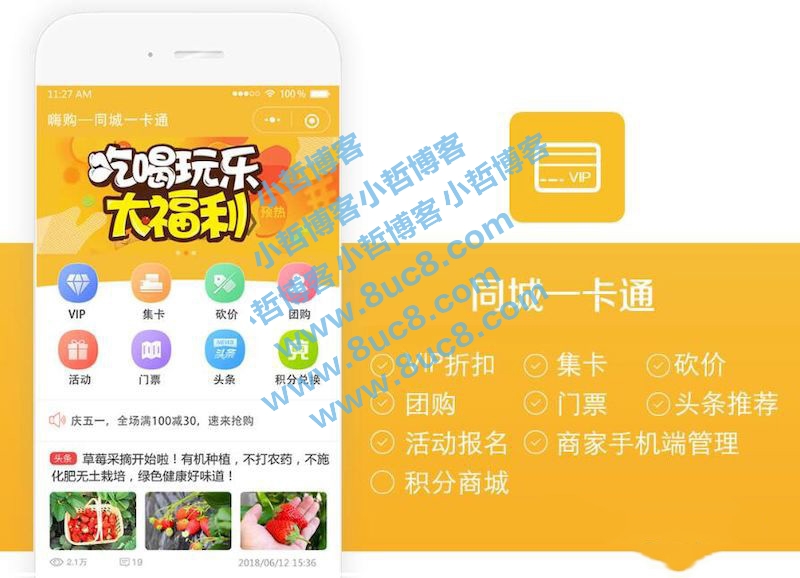 11:27 AM
100%
嗨购—同城一卡通
吃喝玩乐
大福利
预热
VIP
集卡
砍价
团购
活动
门票
NEWS
头条
头条
积分兑换
庆五一，全场满100减30，速来抢购
头条 草莓采摘开始啦！有机种植，不打农药，不施
化肥无土栽培，绿色健康好味道！
2.1万
19
2018/06/12 15:36
VIP
同城一卡通
VIP折扣
集卡
砍价
团购
门票
头条推荐
活动报名
商家手机端管理
积分商城
小哲博客小哲博客
小哲博客小哲博客小哲博客
哲博客 www.8uc8.com
www.8uc8.com
www.8uc8.com